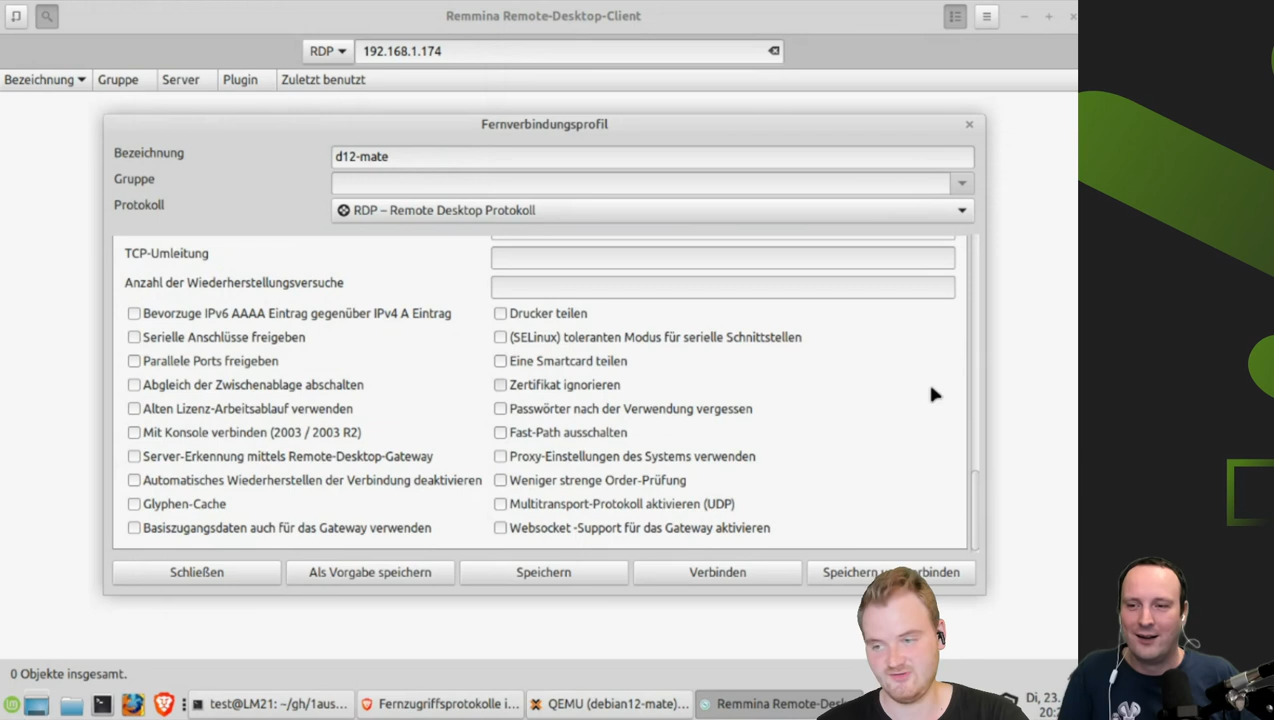 Remmina Remote-Desktop-Client
RDP 192.168.1.174
Bezeichnung Gruppe Server Plugin Zuletzt benutzt
Fernverbindungsprofil
Bezeichnung d12-mate
Gruppe
Protokoll RDP – Remote Desktop Protokoll
TCP-Umleitung
Anzahl der Wiederherstellungsversuche
Bevorzuge IPv6 AAAA Eintrag gegenüber IPv4 A Eintrag Drucker teilen
Serielle Anschlüsse freigeben (SELinux) toleranten Modus für serielle Schnittstellen
Parallele Ports freigeben Eine Smartcard teilen
Abgleich der Zwischenablage abschalten Zertifikat ignorieren
Alten Lizenz-Arbeitsablauf verwenden Passwörter nach der Verwendung vergessen
Mit Konsole verbinden (2003 / 2003 R2) Fast-Path ausschalten
Server-Erkennung mittels Remote-Desktop-Gateway Proxy-Einstellungen des Systems verwenden
Automatisches Wiederherstellen der Verbindung deaktivieren Weniger strenge Order-Prüfung
Glyphen-Cache Multitransport-Protokoll aktivieren (UDP)
Basiszugangsdaten auch für das Gateway verwenden Websocket -Support für das Gateway aktivieren
Schließen Als Vorgabe speichern Speichern Verbinden Speichern
0 Objekte insgesamt.
test@LM21: ~/gh/1aus... Fernzugriffsprotokolle i... QEMU (debian12-mate)... Remmina Remote-Desk
Di, 23.